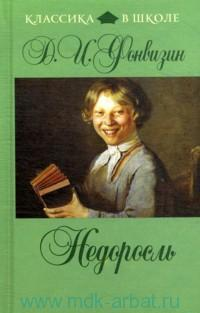 КЛАССИКА В ШКОЛЕ
Д. И. Фонвизин
Недоросль
www.mdk-arbat.ru